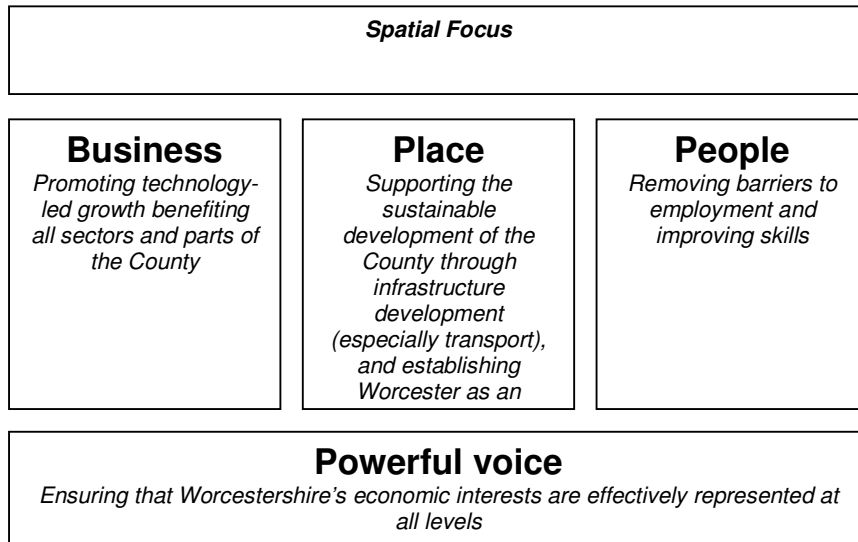 Spatial Focus
Business
Promoting technology-
led growth benefiting
all sectors and parts of
the County
Place
Supporting the
sustainable
development of the
County through
infrastructure
development
(especially transport),
and establishing
Worcester as an
People
Removing barriers to
employment and
improving skills
Powerful voice
Ensuring that Worcestershire's economic interests are effectively represented at
all levels